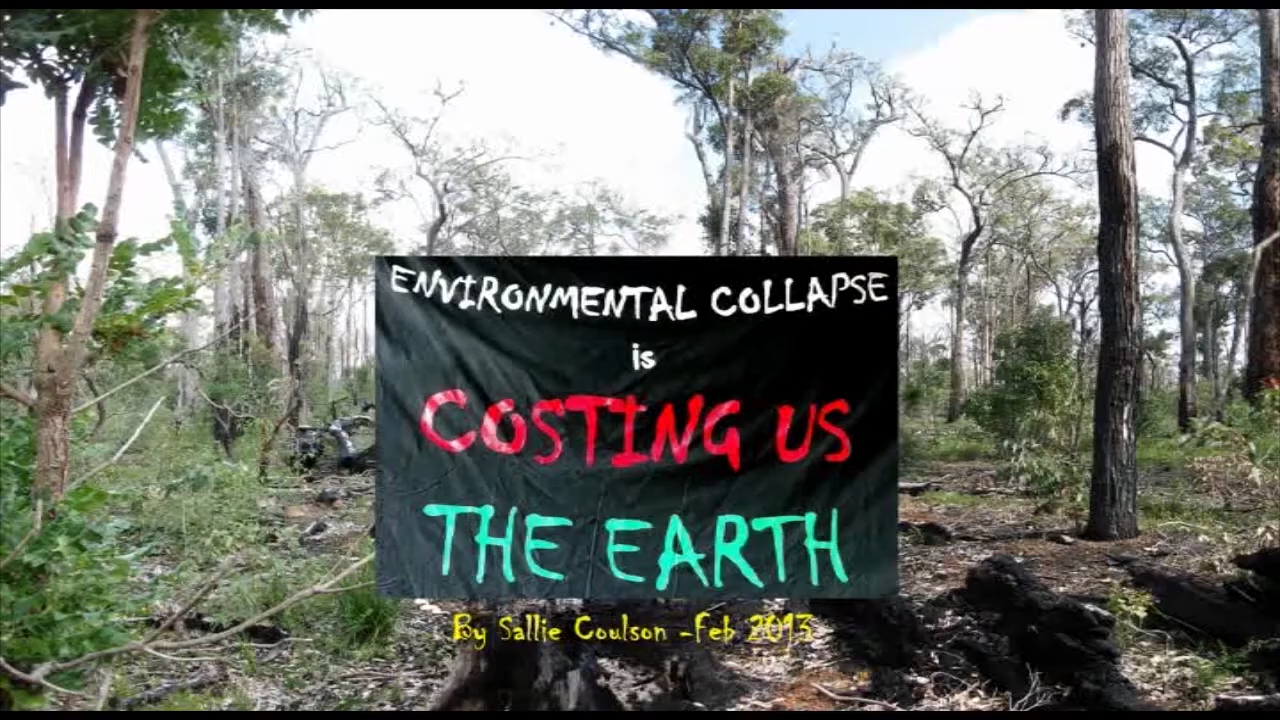 ENVIRONMENTAL COLLAPSE
is
COSTING US
THE EARTH
By Sallie Coulson -Feb 2013